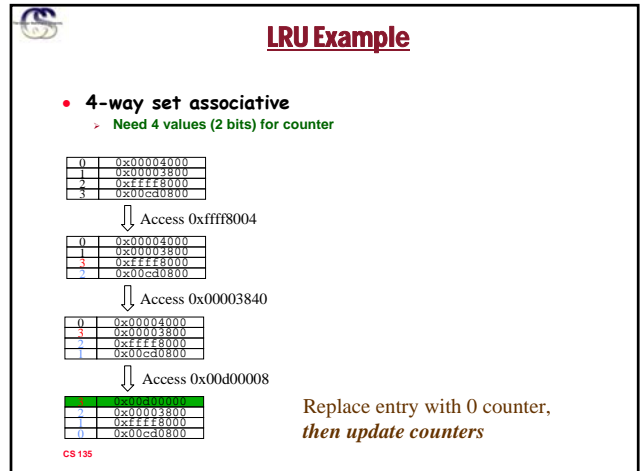 LRU Example
• 4-way set associative
➢ Need 4 values (2 bits) for counter
0 0x00004000
1 0x00003800
2 0xffff8000
3 0x00cd0800
Access 0xffff8004
0 0x00004000
1 0x00003800
3 0xffff8000
2 0x00cd0800
Access 0x00003840
0 0x00004000
3 0x00003800
2 0xffff8000
1 0x00cd0800
Access 0x00d00008
3 0x00d00000
2 0x00003800
1 0xffff8000
0 0x00cd0800
Replace entry with 0 counter,
then update counters
CS 135